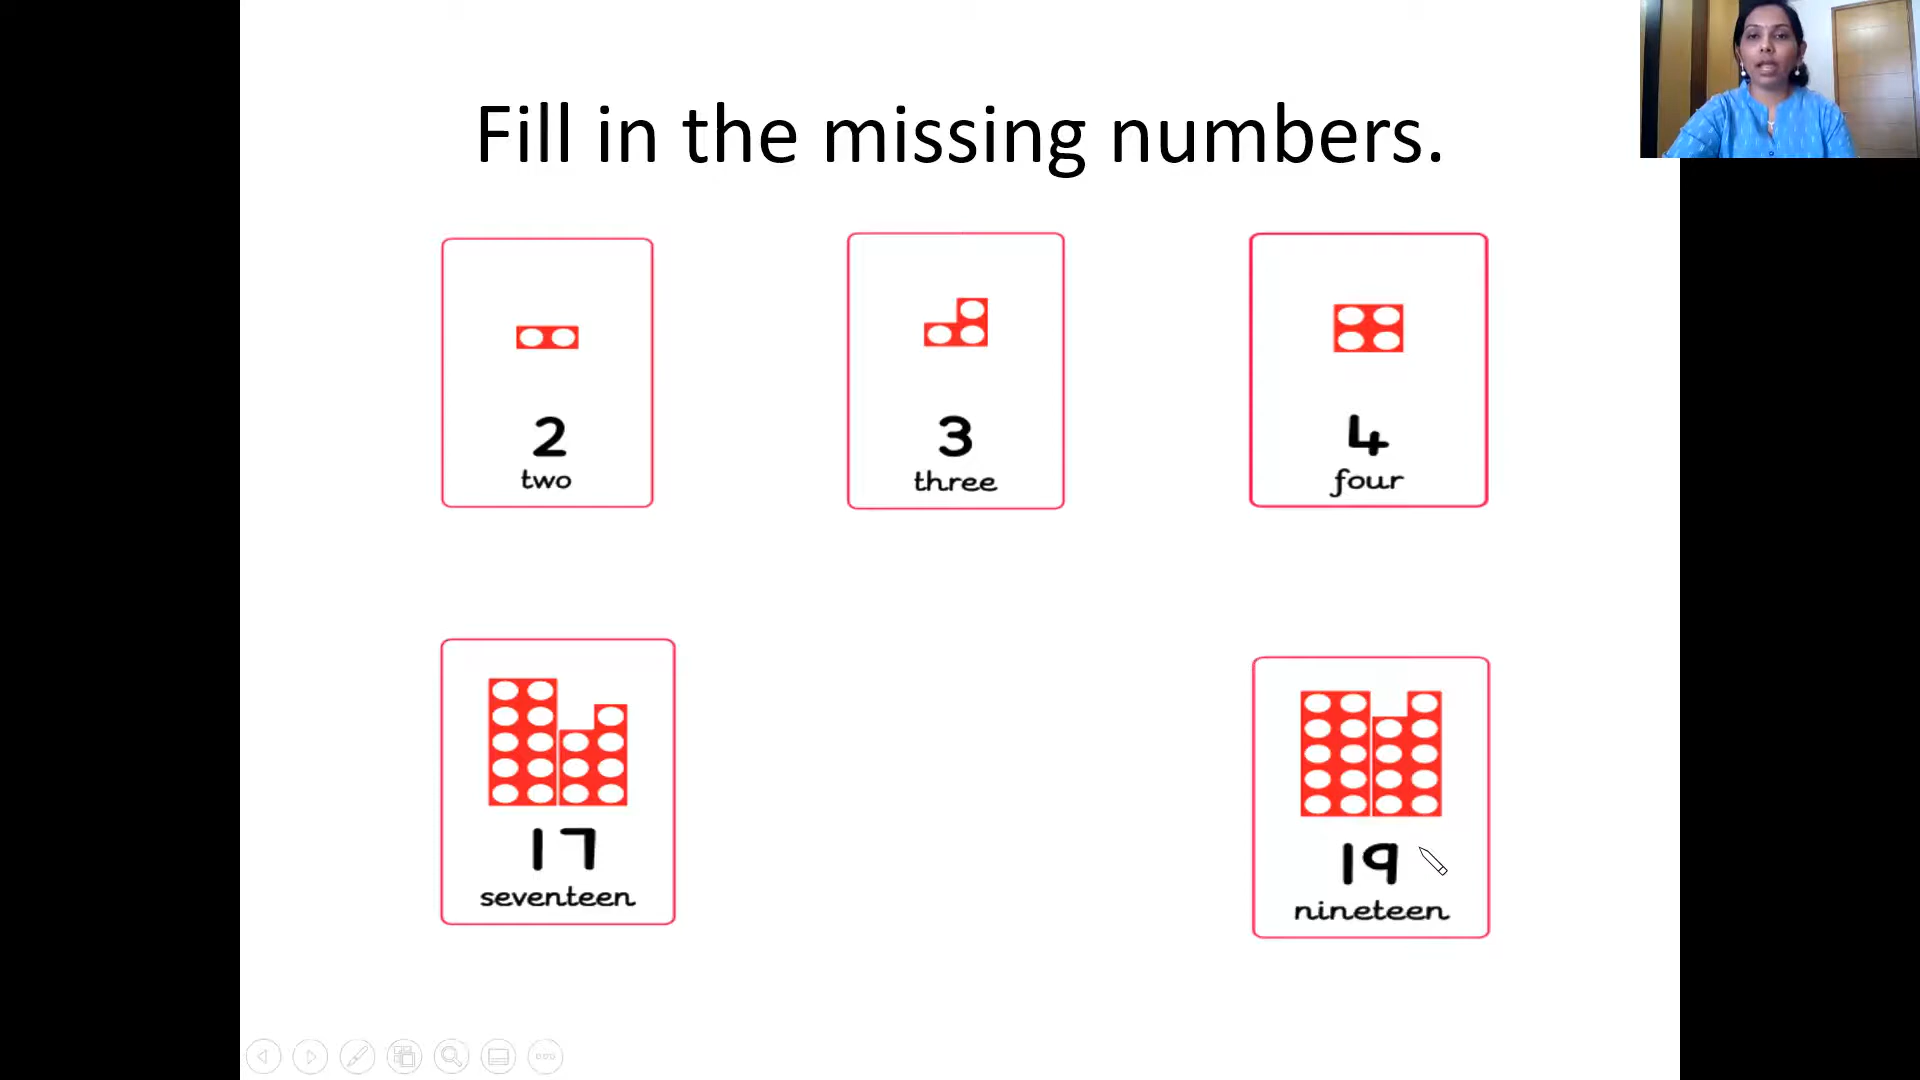 Fill in the missing numbers.
2
two
3
three
4
four
17
seventeen
19
nineteen